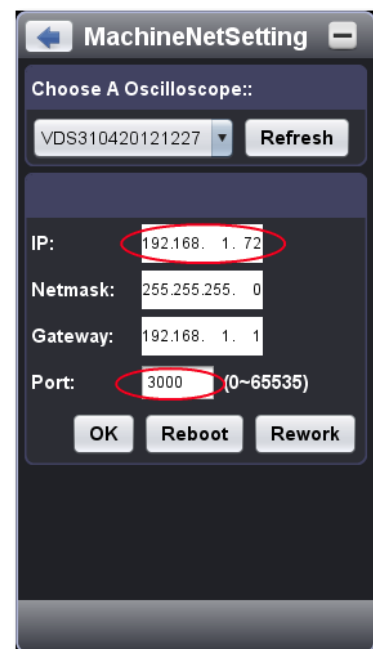 MachineNetSetting
Choose A Oscilloscope::
VDS310420121227 Refresh
IP: 192.168. 1. 72
Netmask: 255.255.255. 0
Gateway: 192.168. 1. 1
Port: 3000 (0~65535)
OK Reboot Rework